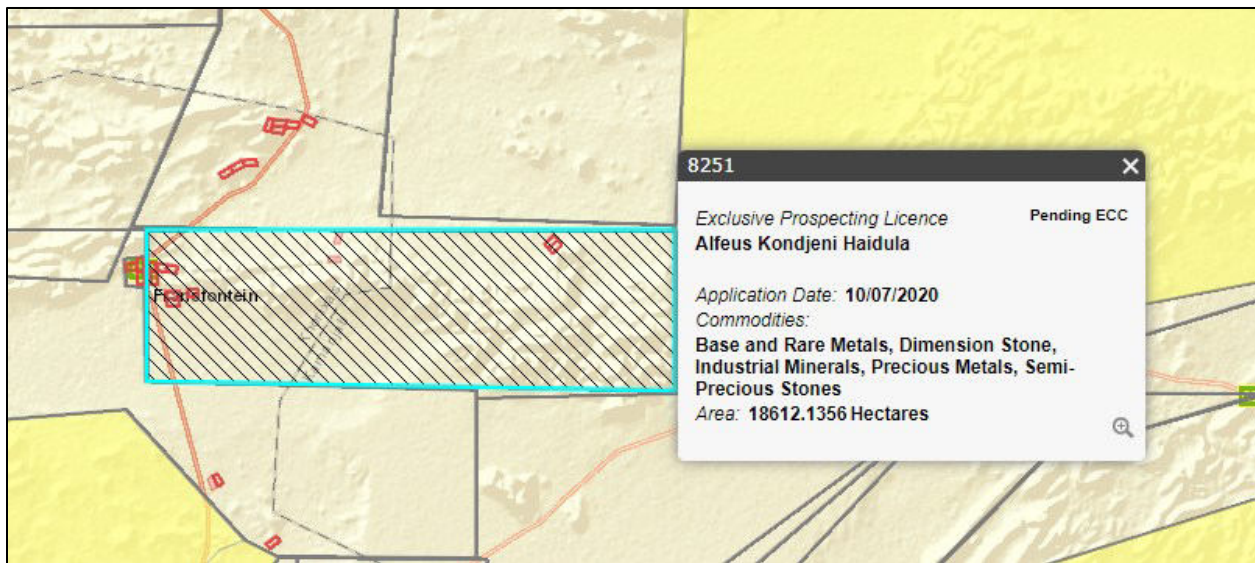 8251
Exclusive Prospecting Licence Pending ECC
Alfeus Kondjeni Haidula
Application Date: 10/07/2020
Commodities:
Base and Rare Metals, Dimension Stone,
Industrial Minerals, Precious Metals, Semi-
Precious Stones
Area: 18612.1356 Hectares
Fransfontein